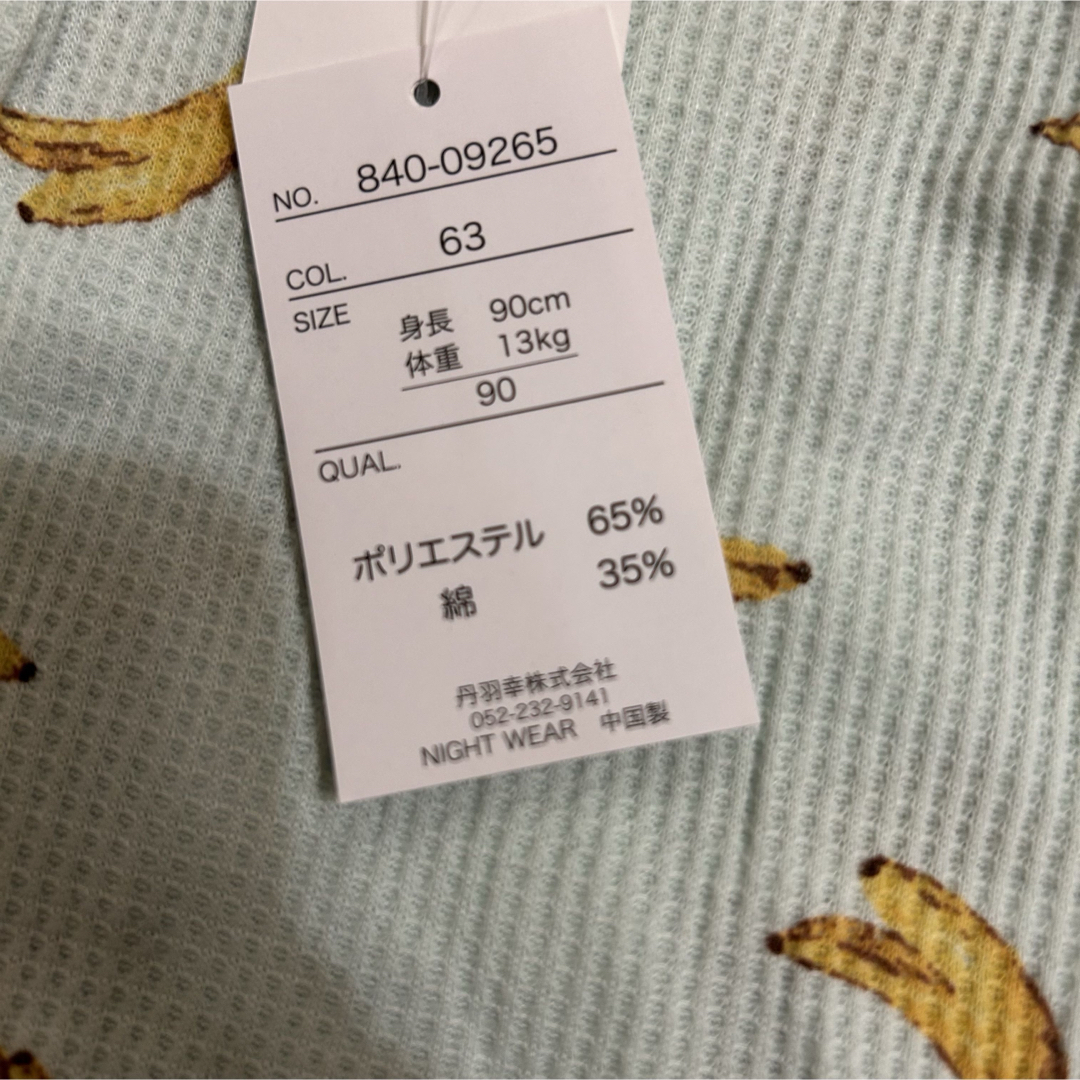 NO. 840-09265
COL. 63
SIZE 身長 90cm
体重 13kg
90
QUAL.
ポリエステル 65%
綿 35%
丹羽幸株式会社
052-232-9141
NIGHT WEAR 中国製